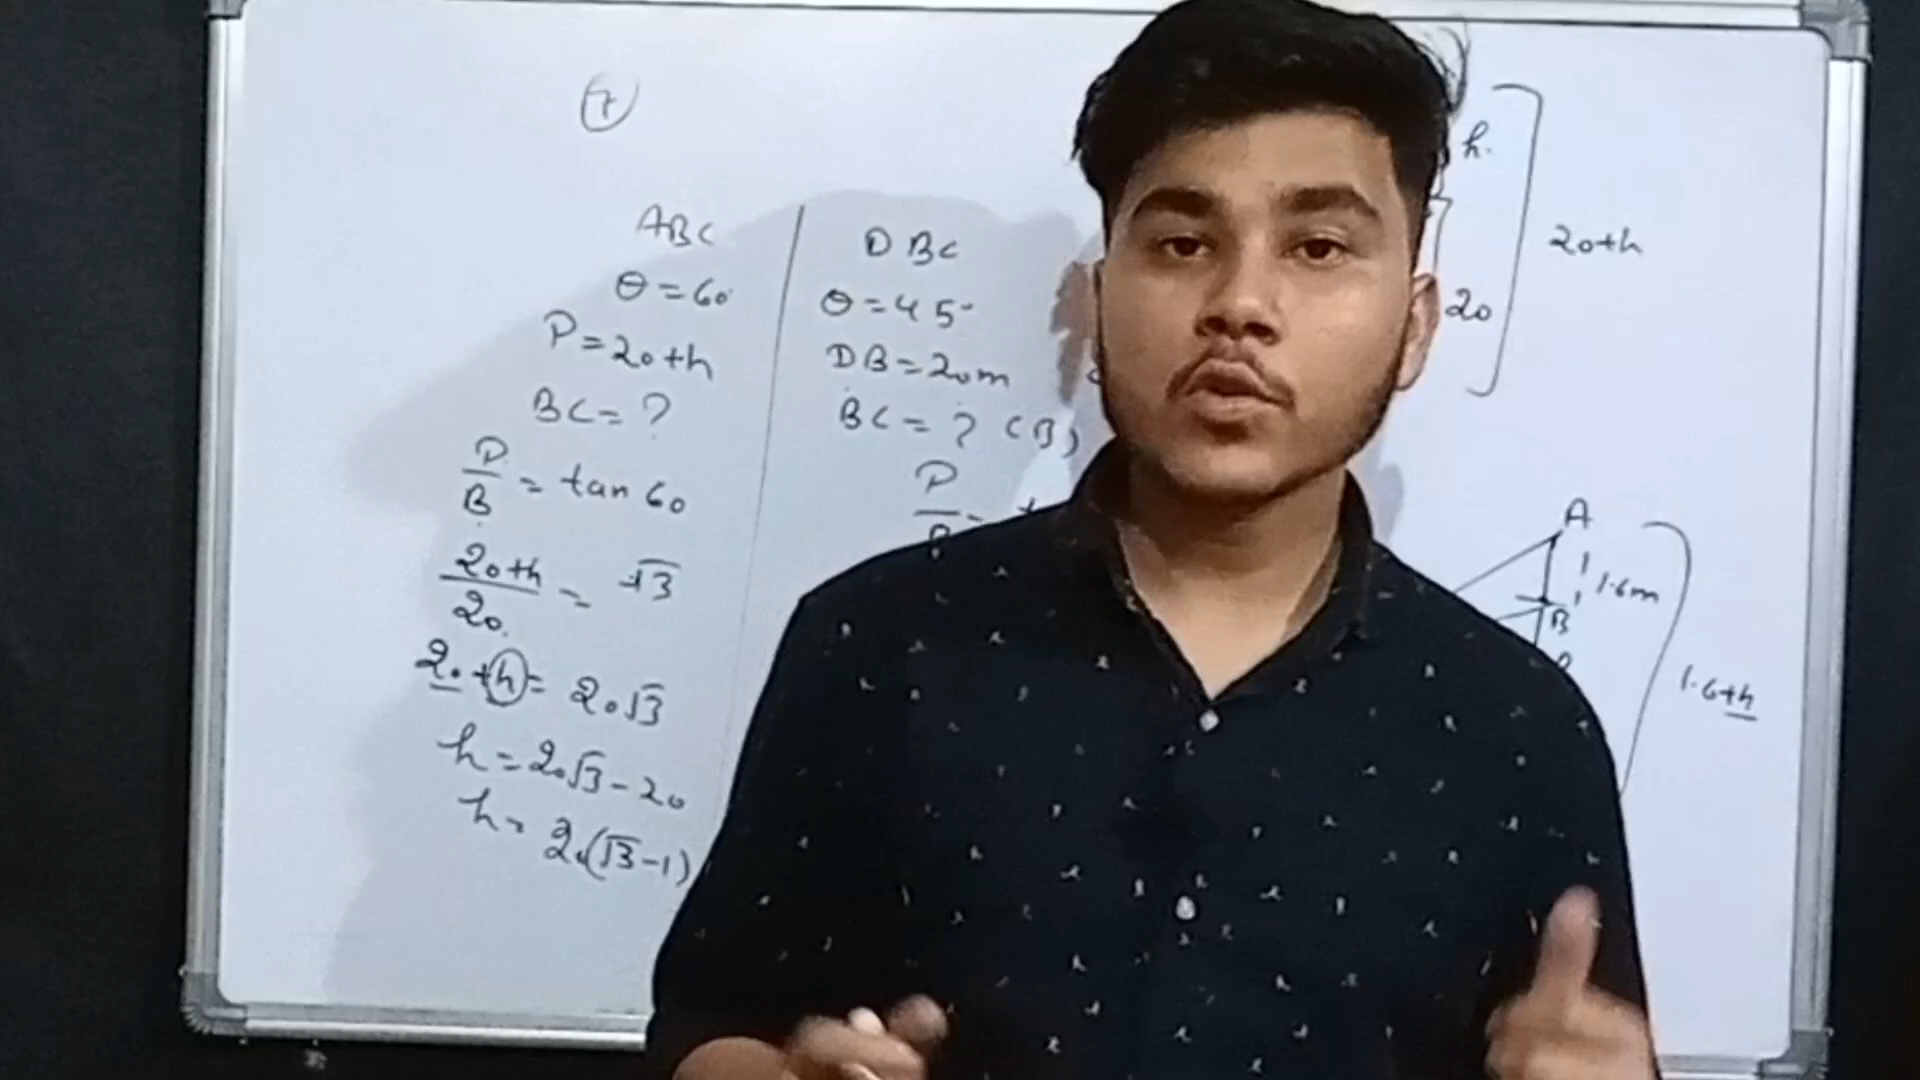 7
ABC
θ = 60°
P = 20+h
BC = ?
P/B = tan 60
20+h/20 = √3
20+h = 20√3
h = 20√3 - 20
h = 20(√3-1)
DBC
θ = 45°
DB = 20m
BC = ? (B)
P
h.
20
20+h
A
1.6m
B
1.6+h